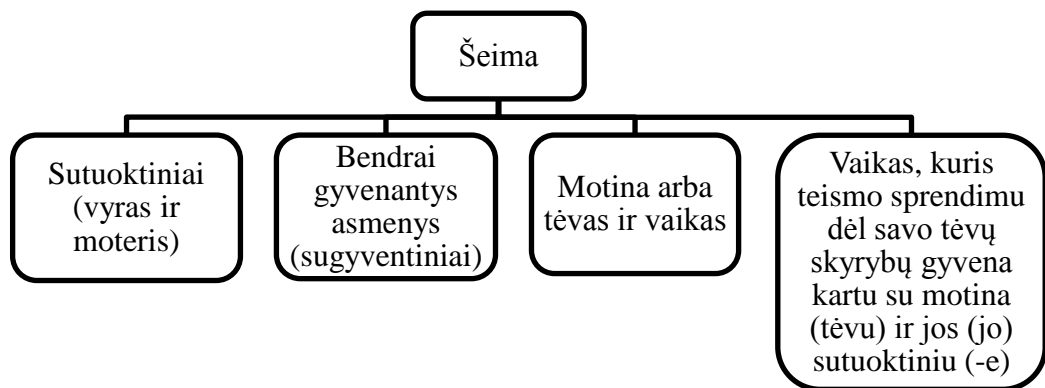 Šeima
Sutuoktiniai
(vyras ir
moteris)
Bendrai
gyvenantys
asmenys
(sugyventiniai)
Motina arba
tėvas ir vaikas
Vaikas, kuris
teismo sprendimu
dėl savo tėvų
skyrybų gyvena
kartu su motina
(tėvu) ir jos (jo)
sutuoktiniu (-e)